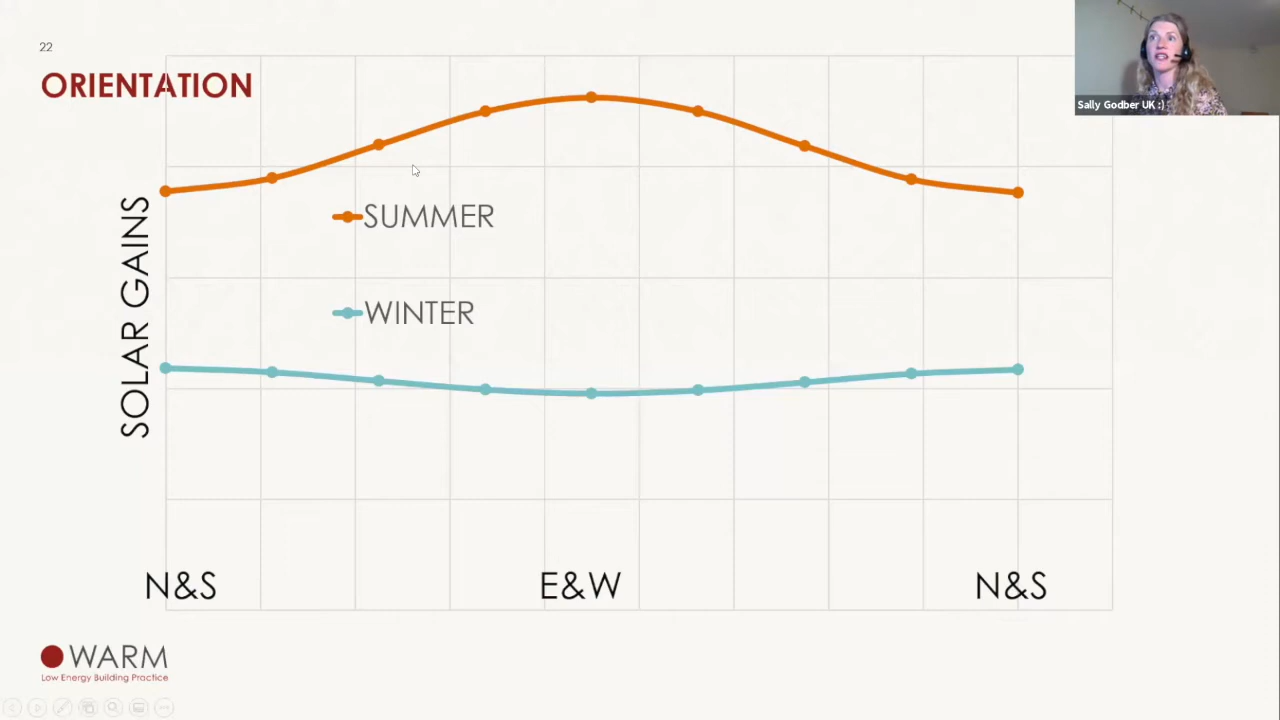 22
ORIENTATION
Sally Godber UK :)
SOLAR GAINS
SUMMER
WINTER
N&S
E&W
N&S
WARM
Low Energy Building Practice